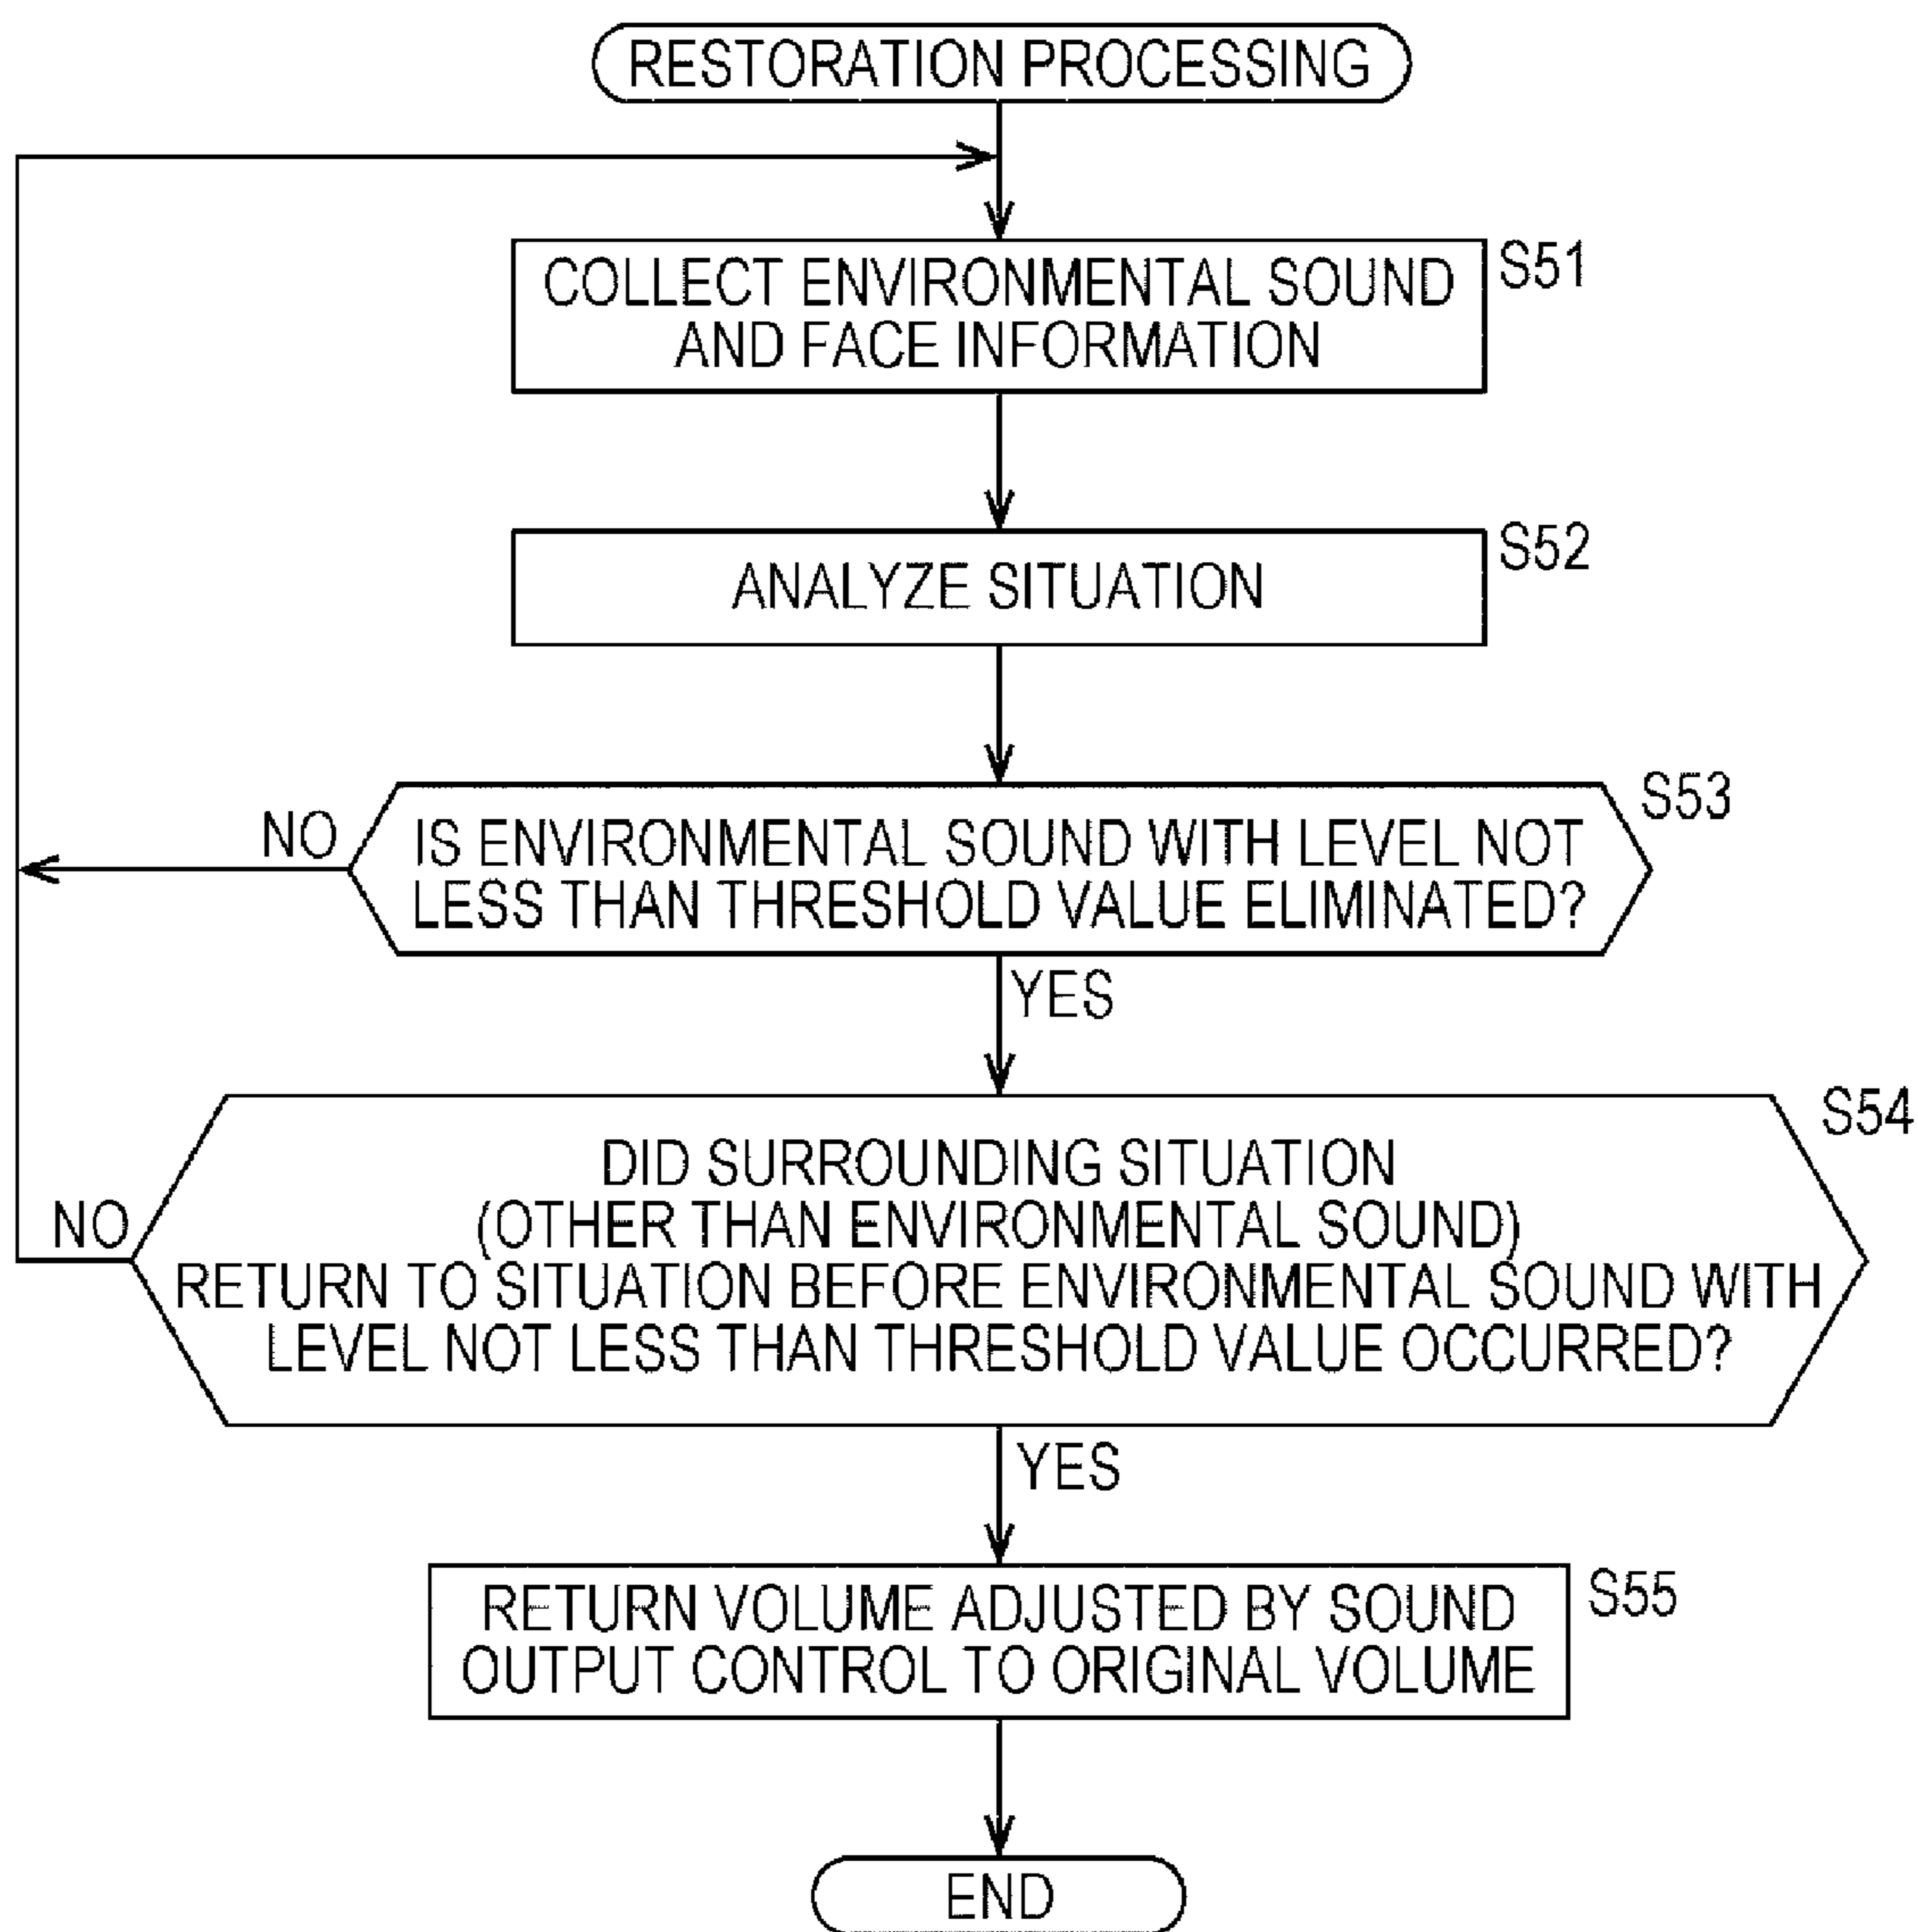 RESTORATION PROCESSING
COLLECT ENVIRONMENTAL SOUND
AND FACE INFORMATION
S51
ANALYZE SITUATION
S52
IS ENVIRONMENTAL SOUND WITH LEVEL NOT
LESS THAN THRESHOLD VALUE ELIMINATED?
S53
NO
YES
DID SURROUNDING SITUATION
(OTHER THAN ENVIRONMENTAL SOUND)
RETURN TO SITUATION BEFORE ENVIRONMENTAL SOUND WITH
LEVEL NOT LESS THAN THRESHOLD VALUE OCCURRED?
S54
NO
YES
RETURN VOLUME ADJUSTED BY SOUND
OUTPUT CONTROL TO ORIGINAL VOLUME
S55
END